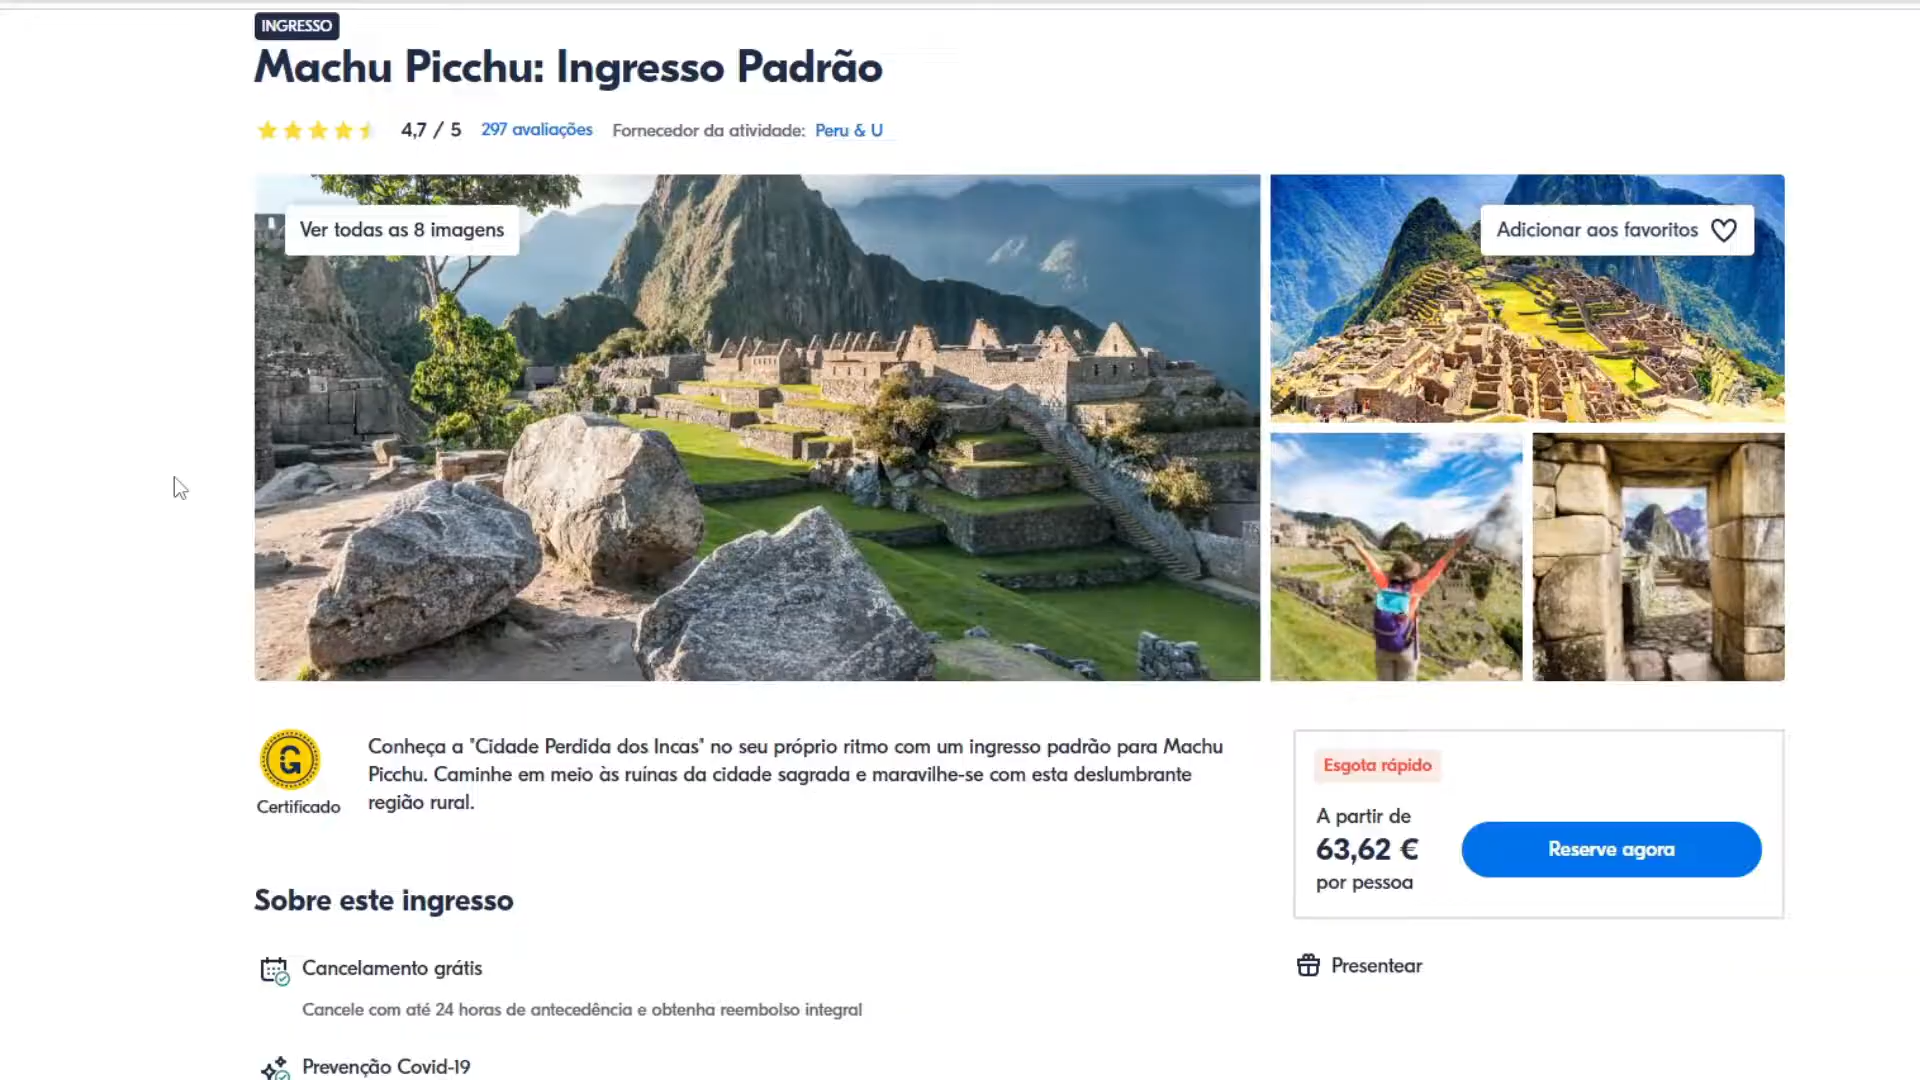 INGRESSO
Machu Picchu: Ingresso Padrão
4,7 / 5 297 avaliações Fornecedor da atividade: Peru & U
Ver todas as 8 imagens
Adicionar aos favoritos
Conheça a "Cidade Perdida dos Incas" no seu próprio ritmo com um ingresso padrão para Machu
Picchu. Caminhe em meio às ruínas da cidade sagrada e maravilhe-se com esta deslumbrante
região rural.
G
Certificado
Esgota rápido
A partir de
63,62 €
por pessoa
Reserve agora
Presentear
Sobre este ingresso
Cancelamento grátis
Cancele com até 24 horas de antecedência e obtenha reembolso integral
Prevenção Covid-19